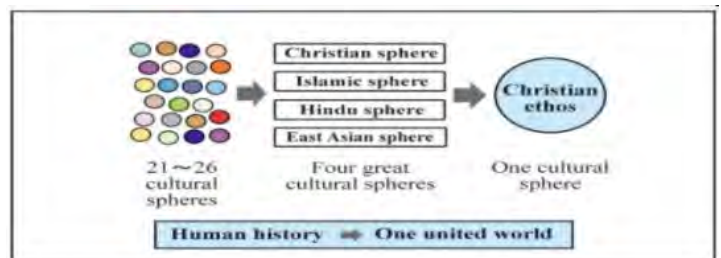 Christian sphere
Islamic sphere
Hindu sphere
East Asian sphere
Christian
ethos
21~26
cultural
spheres
Four great
cultural spheres
One cultural
sphere
Human history ➡ One united world